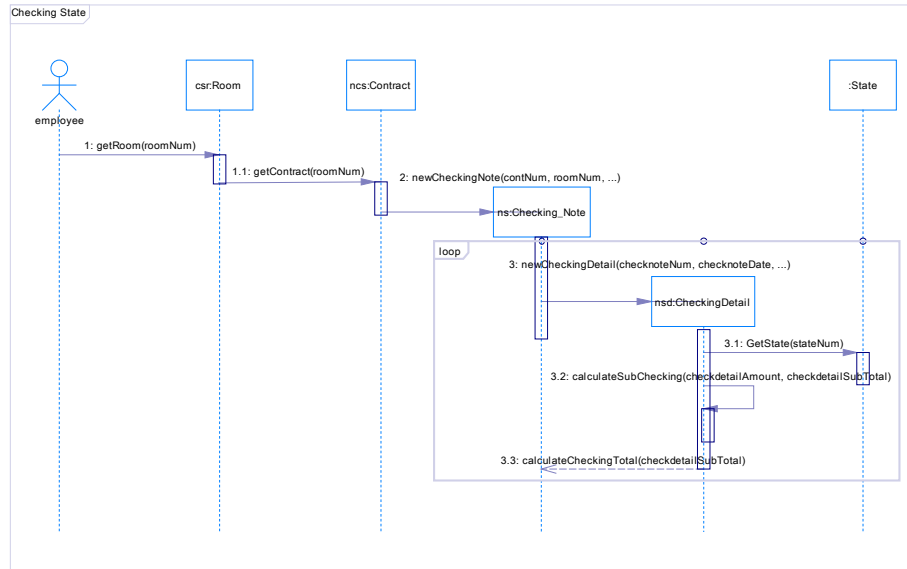 Checking State
csr:Room
ncs:Contract
:State
employee
1: getRoom(roomNum)
1.1: getContract(roomNum)
2: newCheckingNote(contNum, roomNum, ...)
ns:Checking_Note
loop
3: newCheckingDetail(checknoteNum, checknoteDate, ...)
nsd:CheckingDetail
3.1: GetState(stateNum)
3.2: calculateSubChecking(checkdetailAmount, checkdetailSubTotal)
3.3: calculateCheckingTotal(checkdetailSubTotal)